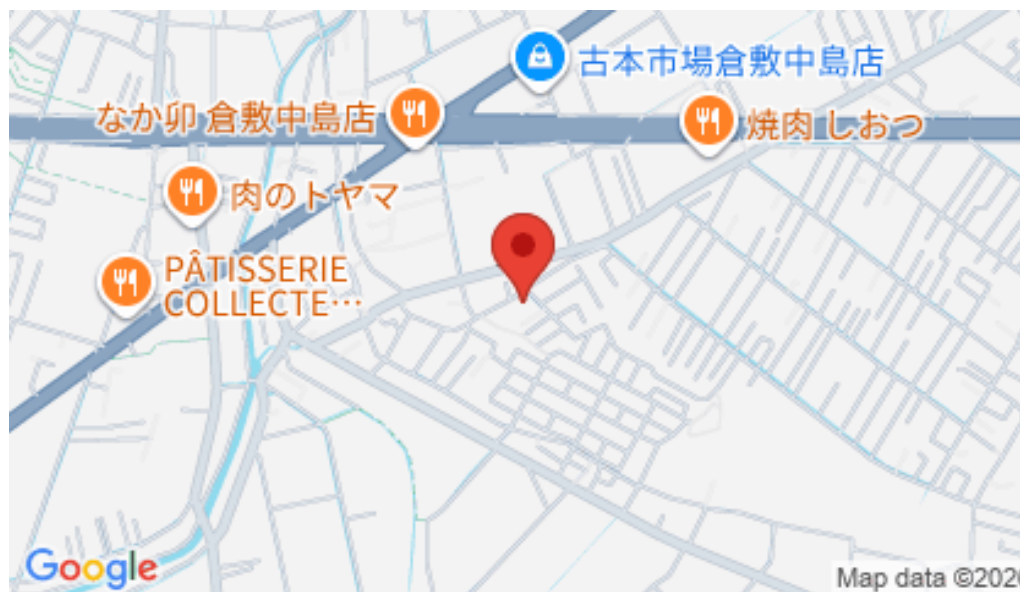 古本市場倉敷中島店
なか卯 倉敷中島店
焼肉 しおつ
肉のトヤマ
PÂTISSERIE
COLLECTE…
Google
Map data ©202